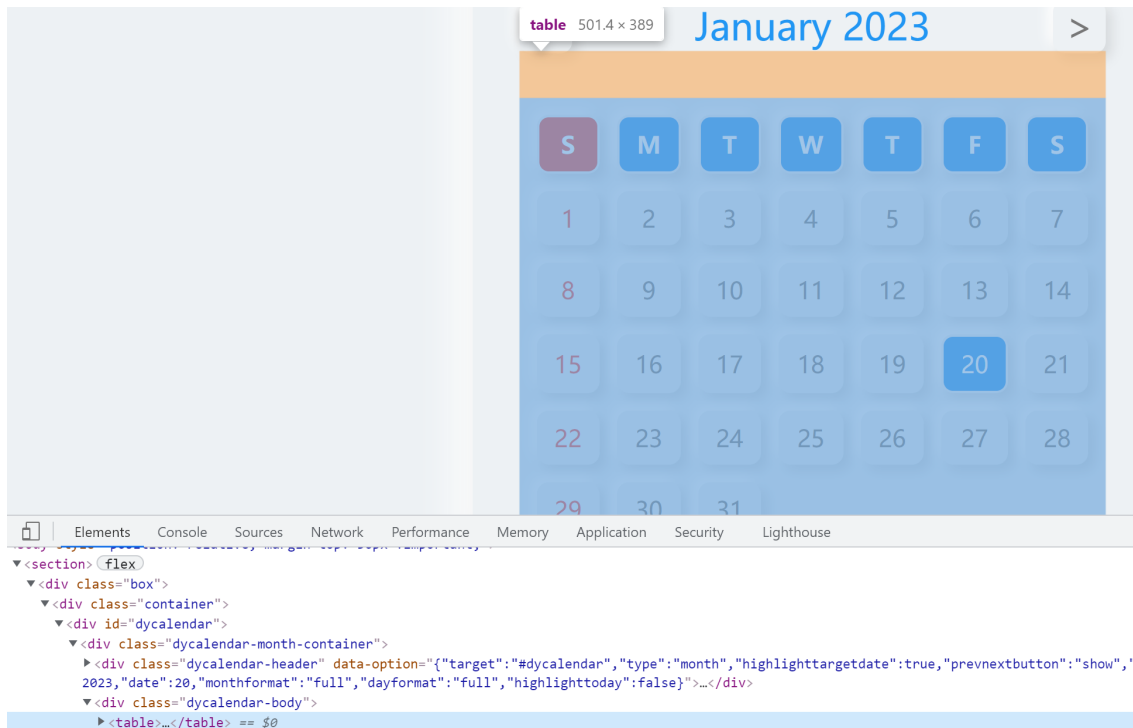 table 501.4 × 389
January 2023 >
S M T W T F S
1 2 3 4 5 6 7
8 9 10 11 12 13 14
15 16 17 18 19 20 21
22 23 24 25 26 27 28
29 30 31
Elements Console Sources Network Performance Memory Application Security Lighthouse
▼<section> flex
▼<div class="box">
▼<div class="container">
▼<div id="dycalendar">
▼<div class="dycalendar-month-container">
▶<div class="dycalendar-header" data-option="{"target":"#dycalendar","type":"month","highlighttargetdate":true,"prevnextbutton":"show","
2023,"date":20,"monthformat":"full","dayformat":"full","highlighttoday":false}">…</div>
▼<div class="dycalendar-body">
▶<table>…</table> == $0